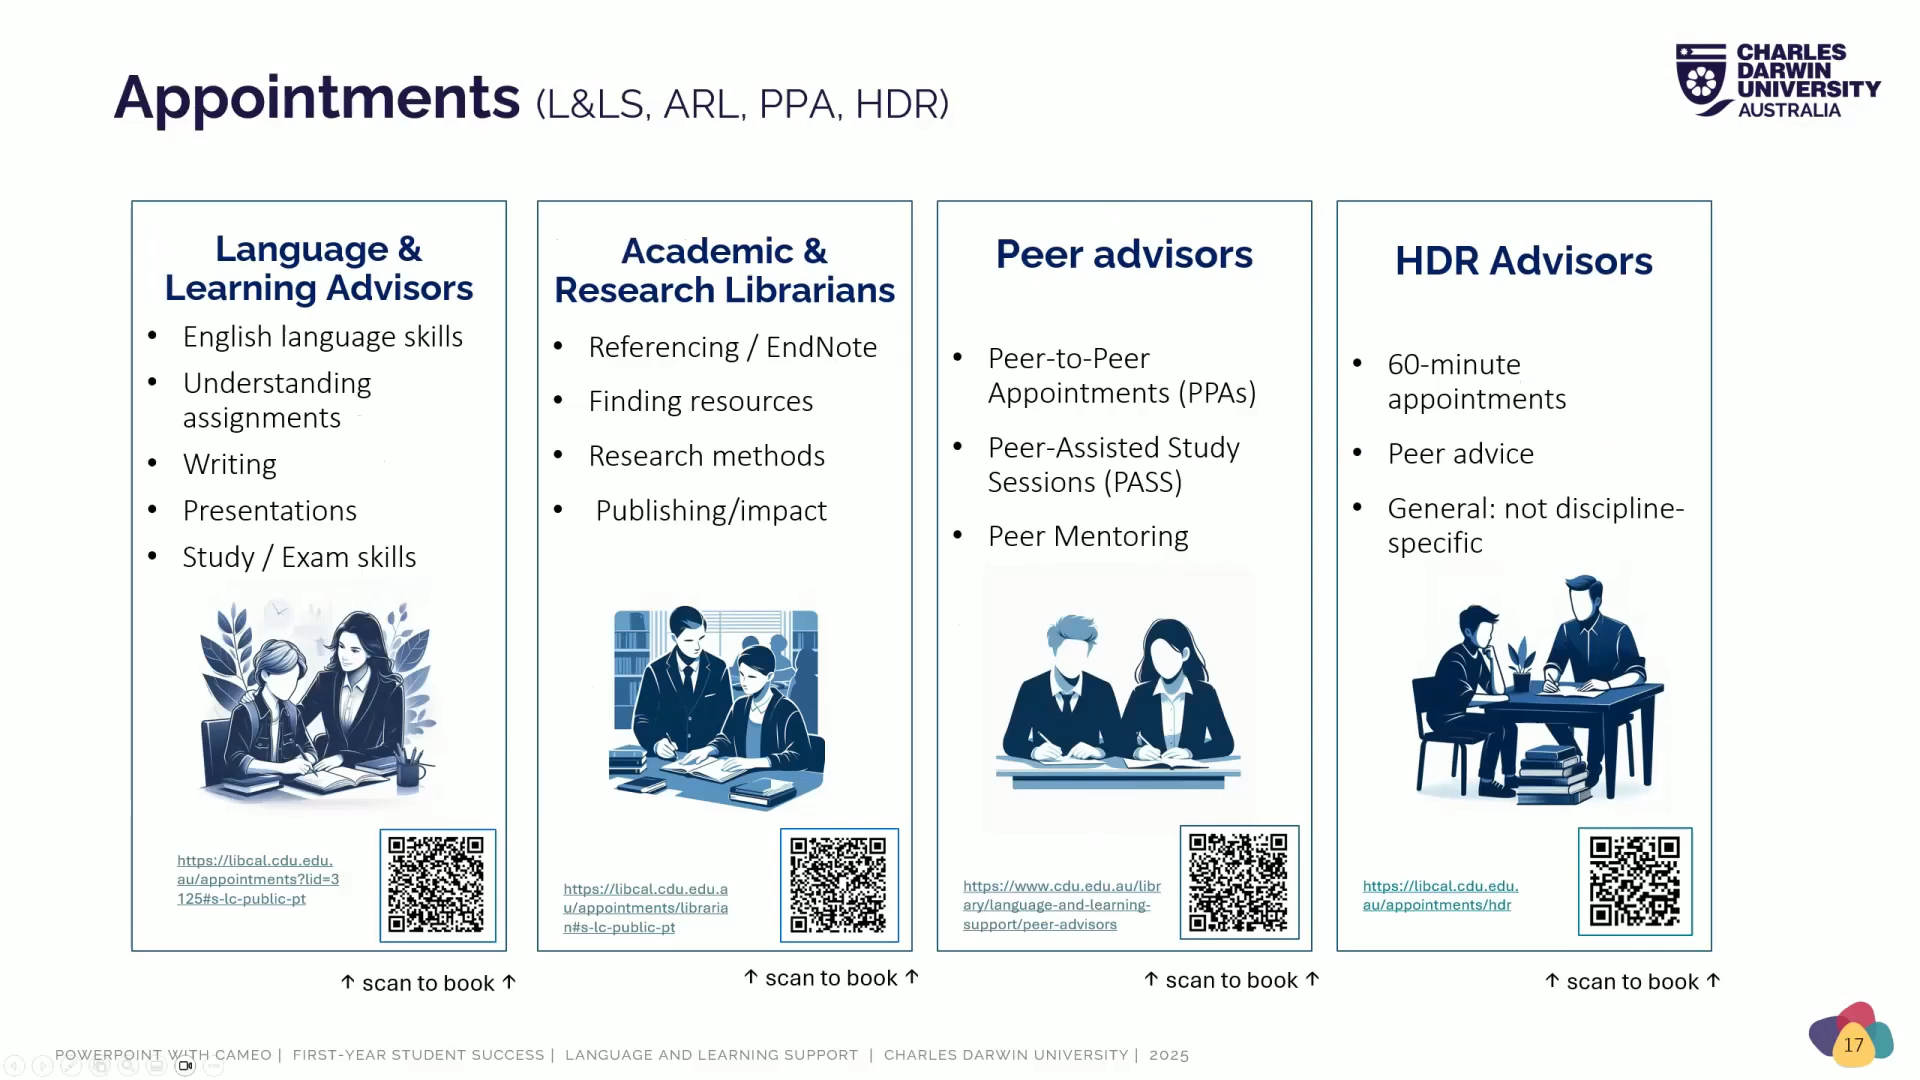 Appointments (L&LS, ARL, PPA, HDR)
CHARLES
DARWIN
UNIVERSITY
AUSTRALIA
Language &
Learning Advisors
• English language skills
• Understanding
assignments
• Writing
• Presentations
• Study / Exam skills
https://libcal.cdu.edu.
au/appointments?lid=3
125#s-lc-public-pt
↑ scan to book ↑
Academic &
Research Librarians
• Referencing / EndNote
• Finding resources
• Research methods
• Publishing/impact
https://libcal.cdu.edu.a
u/appointments/libraria
n#s-lc-public-pt
↑ scan to book ↑
Peer advisors
• Peer-to-Peer
Appointments (PPAs)
• Peer-Assisted Study
Sessions (PASS)
• Peer Mentoring
https://www.cdu.edu.au/libr
ary/language-and-learning-
support/peer-advisors
↑ scan to book ↑
HDR Advisors
• 60-minute
appointments
• Peer advice
• General: not discipline-
specific
https://libcal.cdu.edu.
au/appointments/hdr
↑ scan to book ↑
POWERPOINT WITH CAMEO | FIRST-YEAR STUDENT SUCCESS | LANGUAGE AND LEARNING SUPPORT | CHARLES DARWIN UNIVERSITY | 2025
17